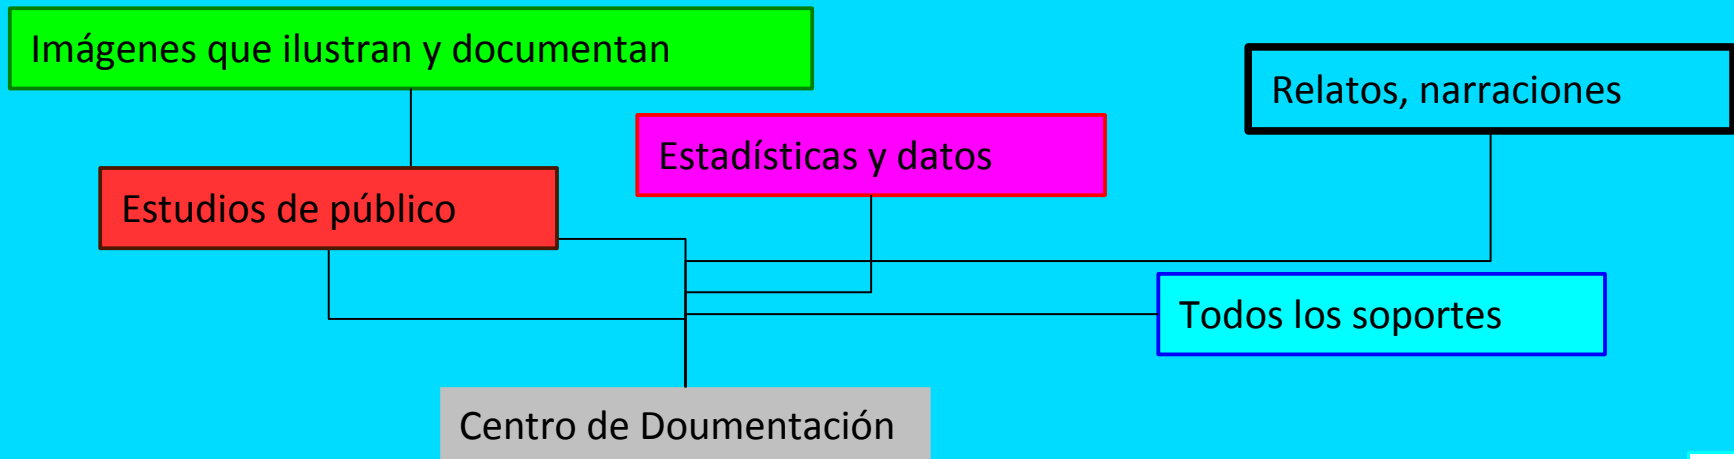 Imágenes que ilustran y documentan
Relatos, narraciones
Estadísticas y datos
Estudios de público
Todos los soportes
Centro de Doumentación